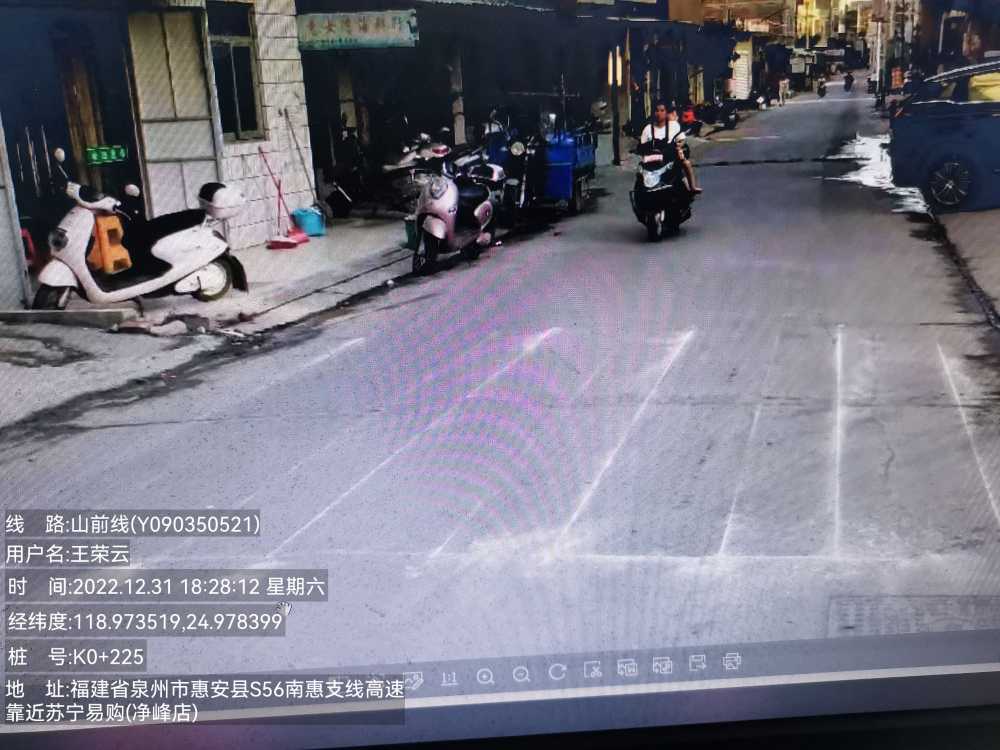 线 路:山前线(Y090350521)
用户名:王荣云
时 间:2022.12.31 18:28:12 星期六
经纬度:118.973519,24.978399
桩 号:K0+225
1:1
地 址:福建省泉州市惠安县S56南惠支线高速
靠近苏宁易购(净峰店)